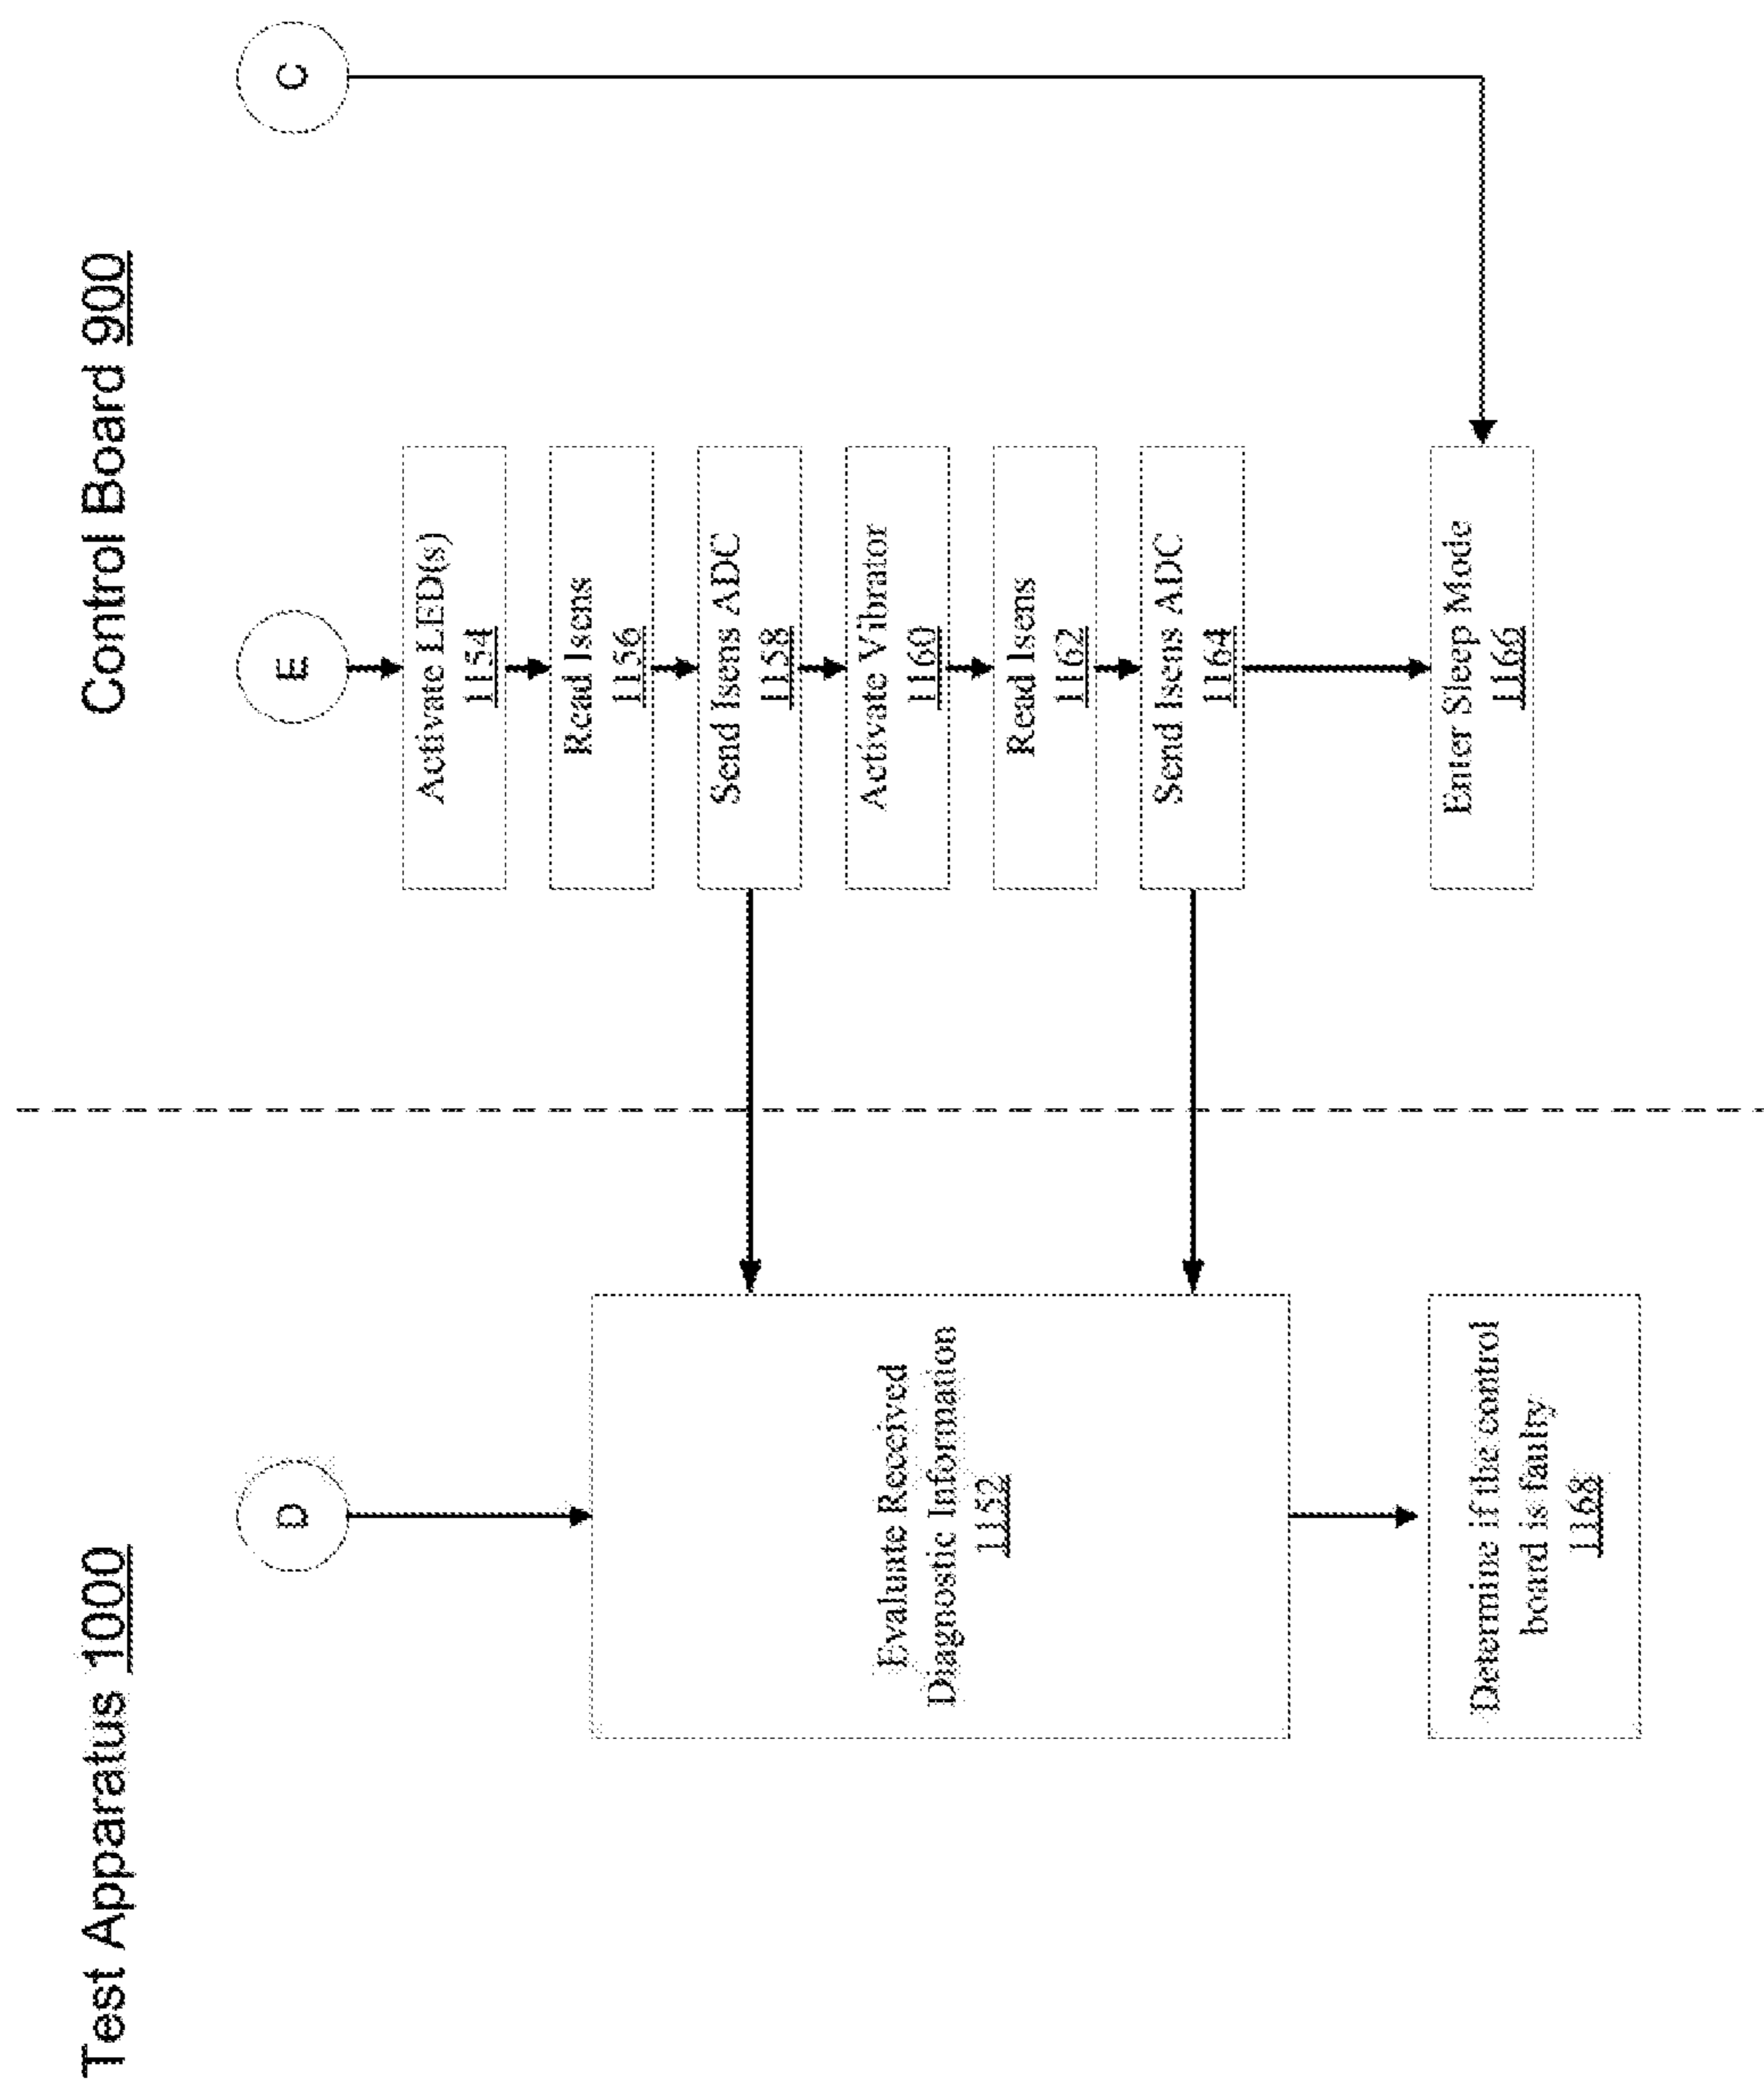 Test Apparatus 1000
Control Board 900
D
E
C
Activate LED(s)
1154
Read Isens
1156
Send Isens ADC
1158
Activate Vibrator
1160
Read Isens
1162
Send Isens ADC
1164
Enter Sleep Mode
1166
Evaluate Received
Diagnostic Information
1152
Determine if the control
board is faulty
1168